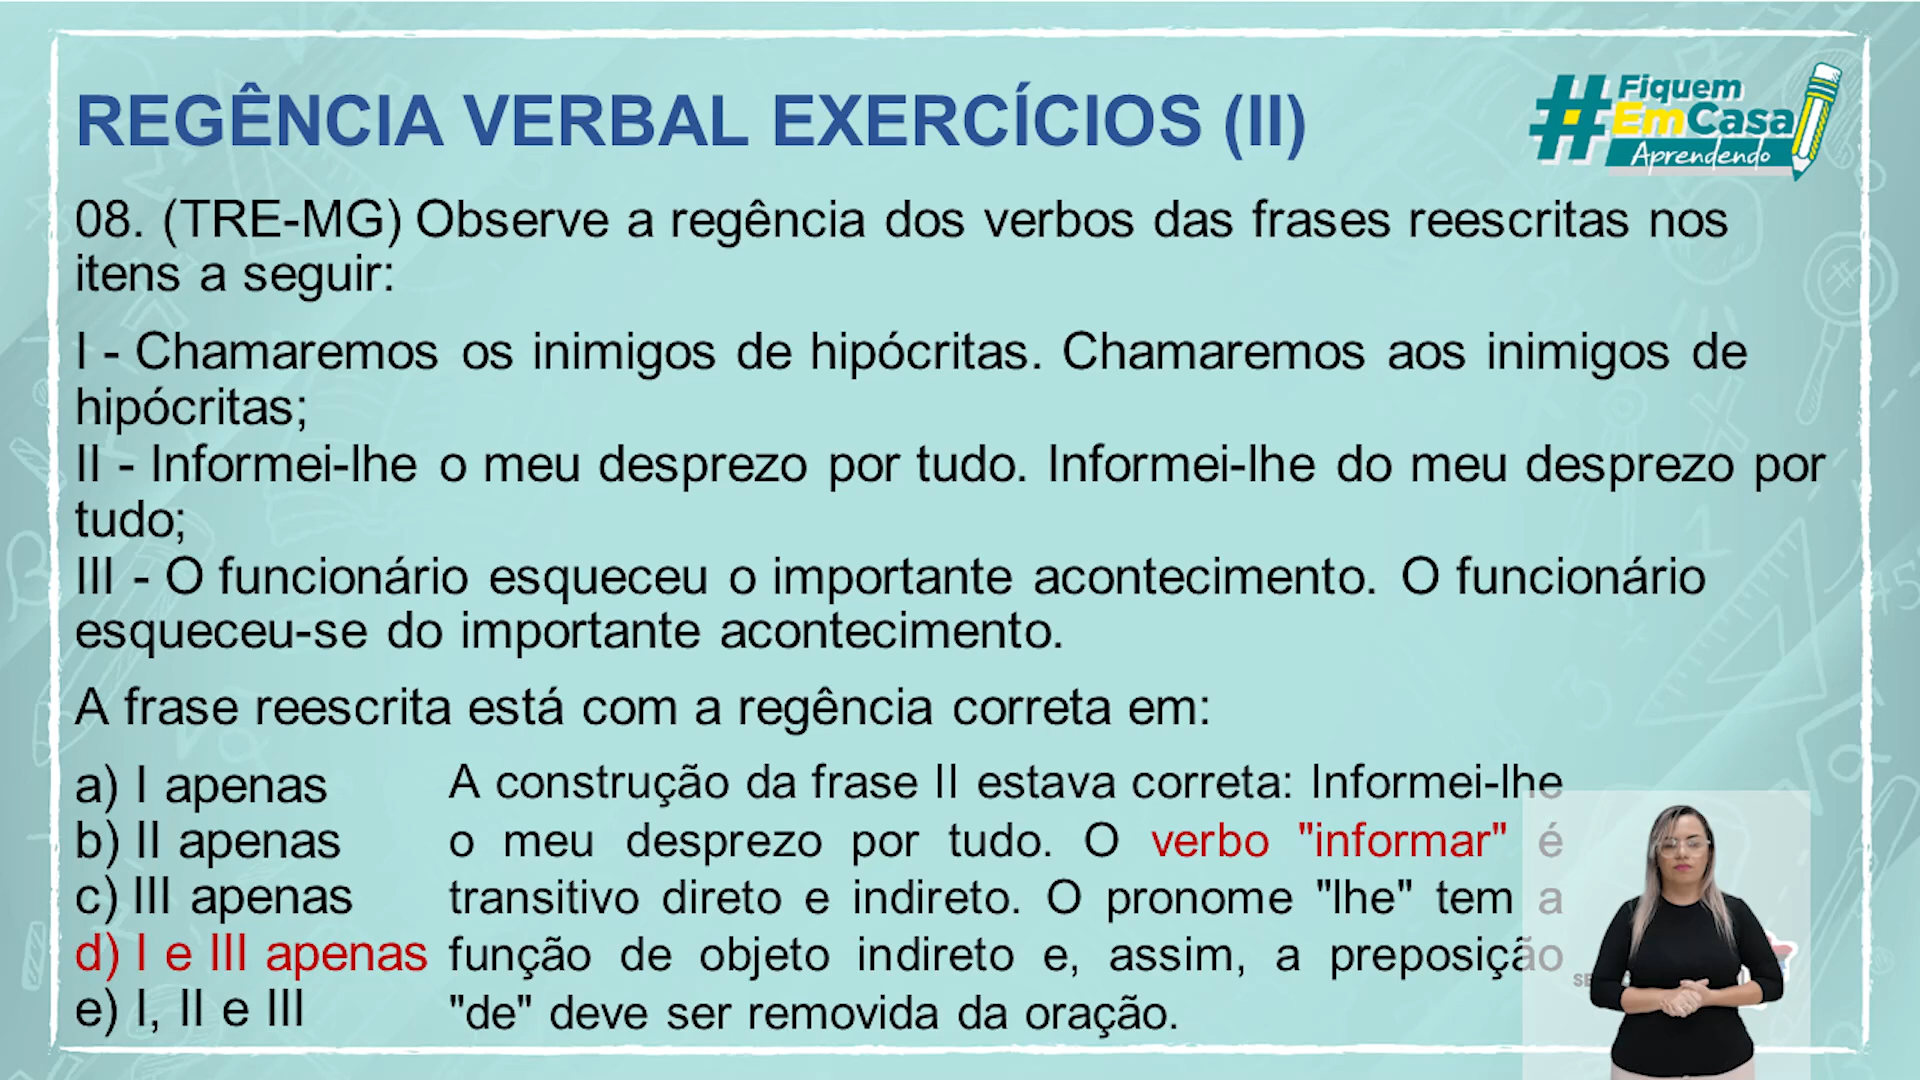 REGÊNCIA VERBAL EXERCÍCIOS (II)
#Fiquem
EmCasa
Aprendendo
08. (TRE-MG) Observe a regência dos verbos das frases reescritas nos
itens a seguir:
I - Chamaremos os inimigos de hipócritas. Chamaremos aos inimigos de
hipócritas;
II - Informei-lhe o meu desprezo por tudo. Informei-lhe do meu desprezo por
tudo;
III - O funcionário esqueceu o importante acontecimento. O funcionário
esqueceu-se do importante acontecimento.
A frase reescrita está com a regência correta em:
a) I apenas
b) II apenas
c) III apenas
d) I e III apenas
e) I, II e III
A construção da frase II estava correta: Informei-lhe
o meu desprezo por tudo. O verbo "informar" é
transitivo direto e indireto. O pronome "lhe" tem a
função de objeto indireto e, assim, a preposição
"de" deve ser removida da oração.